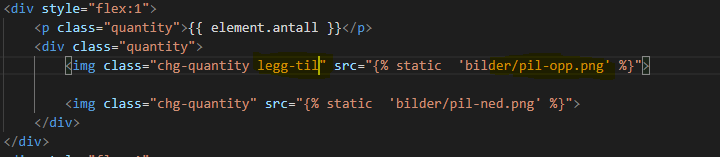 <div style="flex:1">
<p class="quantity">{{ element.antall }}</p>
<div class="quantity">
<img class="chg-quantity legg-til" src="{% static  'bilder/pil-opp.png' %}">
<img class="chg-quantity" src="{% static  'bilder/pil-ned.png' %}">
</div>
</div>